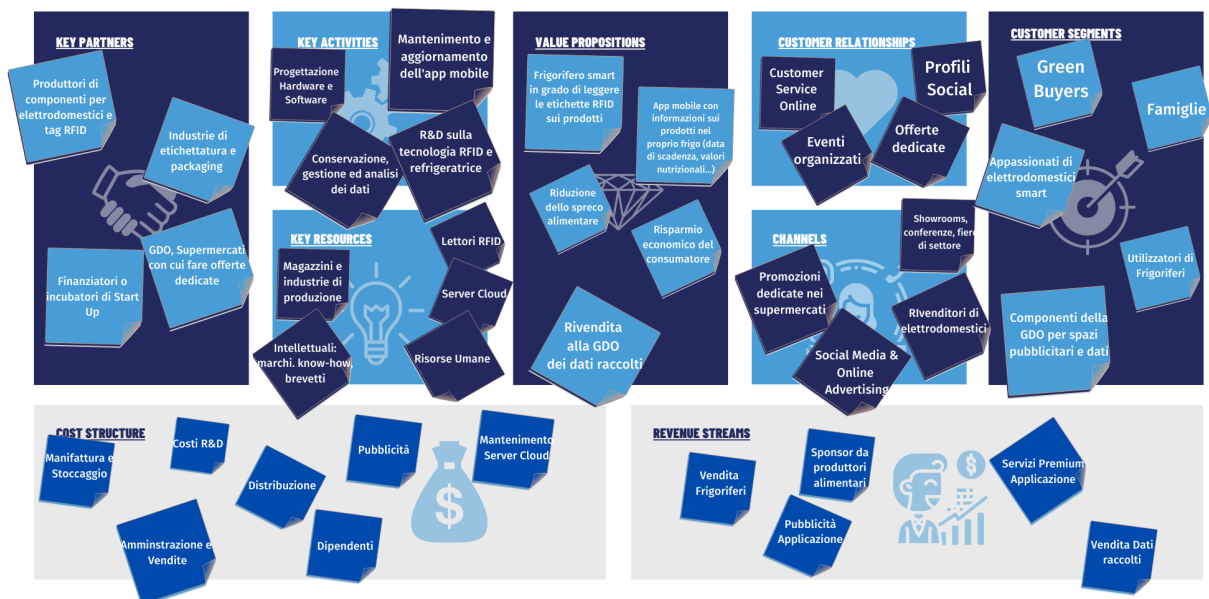 KEY PARTNERS
Produttori di
componenti per
elettrodomestici e
tag RFID
Industrie di
etichettatura e
packaging
GDO, Supermercati
con cui fare offerte
dedicate
Finanziatori o
incubatori di Start
Up
KEY ACTIVITIES
Progettazione
Hardware e
Software
Mantenimento e
aggiornamento
dell'app mobile
Conservazione,
gestione ed analisi
dei dati
R&D sulla
tecnologia RFID e
refrigeratrice
KEY RESOURCES
Lettori RFID
Magazzini e
industrie di
produzione
Server Cloud
Intellettuali:
marchi. know-how,
brevetti
Risorse Umane
VALUE PROPOSITIONS
Frigorifero smart
in grado di leggere
le etichette RFID
sui prodotti
App mobile con
informazioni sui
prodotti nel
proprio frigo (data
di scadenza, valori
nutrizionali...)
Riduzione
dello spreco
alimentare
Risparmio
economico del
consumatore
Rivendita
alla GDO
dei dati raccolti
CUSTOMER RELATIONSHIPS
Customer
Service
Online
Profili
Social
Eventi
organizzati
Offerte
dedicate
CHANNELS
Showrooms,
conferenze, fiere
di settore
Promozioni
dedicate nei
supermercati
RIvenditori di
elettrodomestici
Social Media &
Online
Advertising
CUSTOMER SEGMENTS
Green
Buyers
Famiglie
Appassionati di
elettrodomestici
smart
Utilizzatori di
Frigoriferi
Componenti della
GDO per spazi
pubblicitari e dati
COST STRUCTURE
Manifattura e
Stoccaggio
Costi R&D
Distribuzione
Pubblicità
Mantenimento
Server Cloud
Amminstrazione e
Vendite
Dipendenti
$
REVENUE STREAMS
Vendita
Frigoriferi
Sponsor da
produttori
alimentari
Pubblicità
Applicazione
$
Servizi Premium
Applicazione
Vendita Dati
raccolti